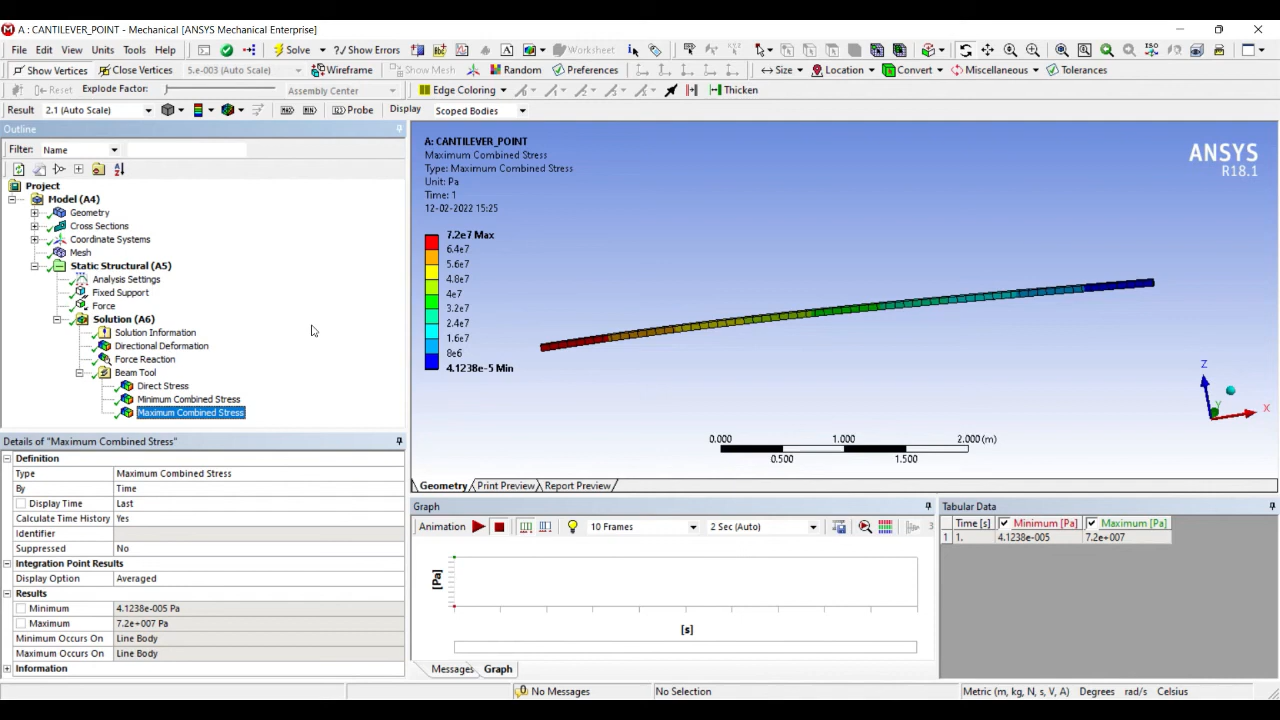 A : CANTILEVER_POINT - Mechanical [ANSYS Mechanical Enterprise]
File Edit View Units Tools Help Solve ?/ Show Errors Worksheet
Show Vertices Close Vertices 5.e-003 (Auto Scale) Wireframe Show Mesh Random Preferences Size Location Convert Miscellaneous Tolerances
Reset Explode Factor: Assembly Center Edge Coloring Thicken
Result 2.1 (Auto Scale) MAX MIN Probe Display Scoped Bodies
Outline
Filter: Name
Project
Model (A4)
Geometry
Cross Sections
Coordinate Systems
Mesh
Static Structural (A5)
Analysis Settings
Fixed Support
Force
Solution (A6)
Solution Information
Directional Deformation
Force Reaction
Beam Tool
Direct Stress
Minimum Combined Stress
Maximum Combined Stress
Details of "Maximum Combined Stress"
Definition
Type Maximum Combined Stress
By Time
Display Time Last
Calculate Time History Yes
Identifier
Suppressed No
Integration Point Results
Display Option Averaged
Results
Minimum 4.1238e-005 Pa
Maximum 7.2e+007 Pa
Minimum Occurs On Line Body
Maximum Occurs On Line Body
Information
A: CANTILEVER_POINT
Maximum Combined Stress
Type: Maximum Combined Stress
Unit: Pa
Time: 1
12-02-2022 15:25
7.2e7 Max
6.4e7
5.6e7
4.8e7
4e7
3.2e7
2.4e7
1.6e7
8e6
4.1238e-5 Min
ANSYS
R18.1
Z
Y
X
0.000 1.000 2.000 (m)
0.500 1.500
Geometry Print Preview Report Preview
Graph
Animation 10 Frames 2 Sec (Auto) 3
[Pa]
[s]
Messages Graph
Tabular Data
Time [s] Minimum [Pa] Maximum [Pa]
1 1. 4.1238e-005 7.2e+007
0 No Messages No Selection Metric (m, kg, N, s, V, A) Degrees rad/s Celsius